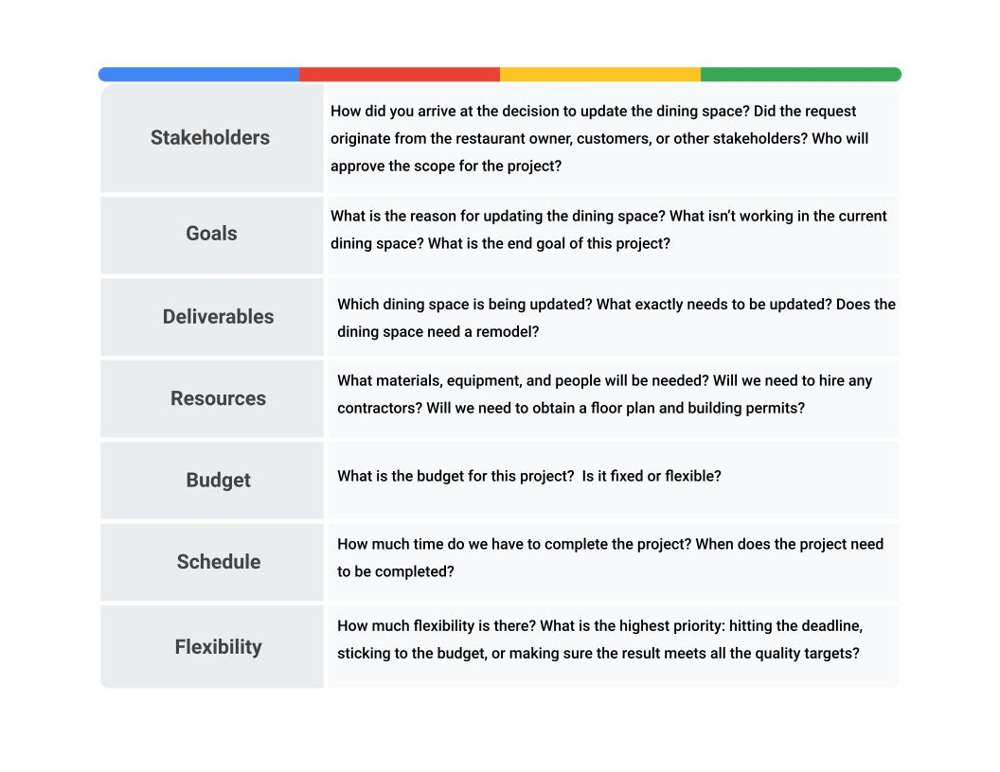 Stakeholders
How did you arrive at the decision to update the dining space? Did the request
originate from the restaurant owner, customers, or other stakeholders? Who will
approve the scope for the project?
Goals
What is the reason for updating the dining space? What isn’t working in the current
dining space? What is the end goal of this project?
Deliverables
Which dining space is being updated? What exactly needs to be updated? Does the
dining space need a remodel?
Resources
What materials, equipment, and people will be needed? Will we need to hire any
contractors? Will we need to obtain a floor plan and building permits?
Budget
What is the budget for this project?  Is it fixed or flexible?
Schedule
How much time do we have to complete the project? When does the project need
to be completed?
Flexibility
How much flexibility is there? What is the highest priority: hitting the deadline,
sticking to the budget, or making sure the result meets all the quality targets?